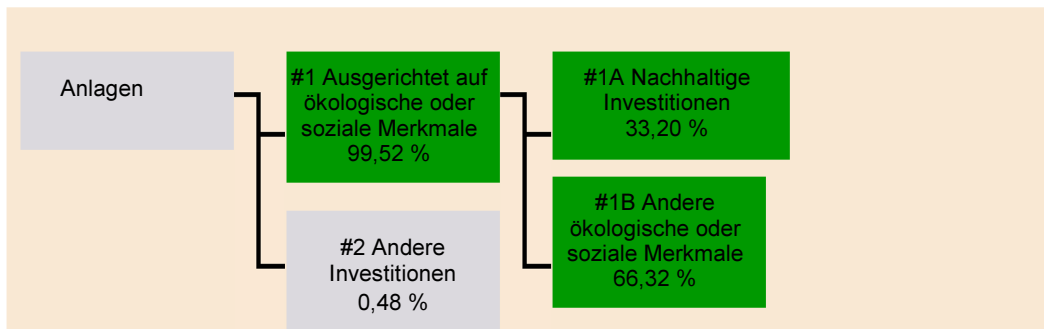 Anlagen
#1 Ausgerichtet auf
ökologische oder
soziale Merkmale
99,52 %
#2 Andere
Investitionen
0,48 %
#1A Nachhaltige
Investitionen
33,20 %
#1B Andere
ökologische oder
soziale Merkmale
66,32 %